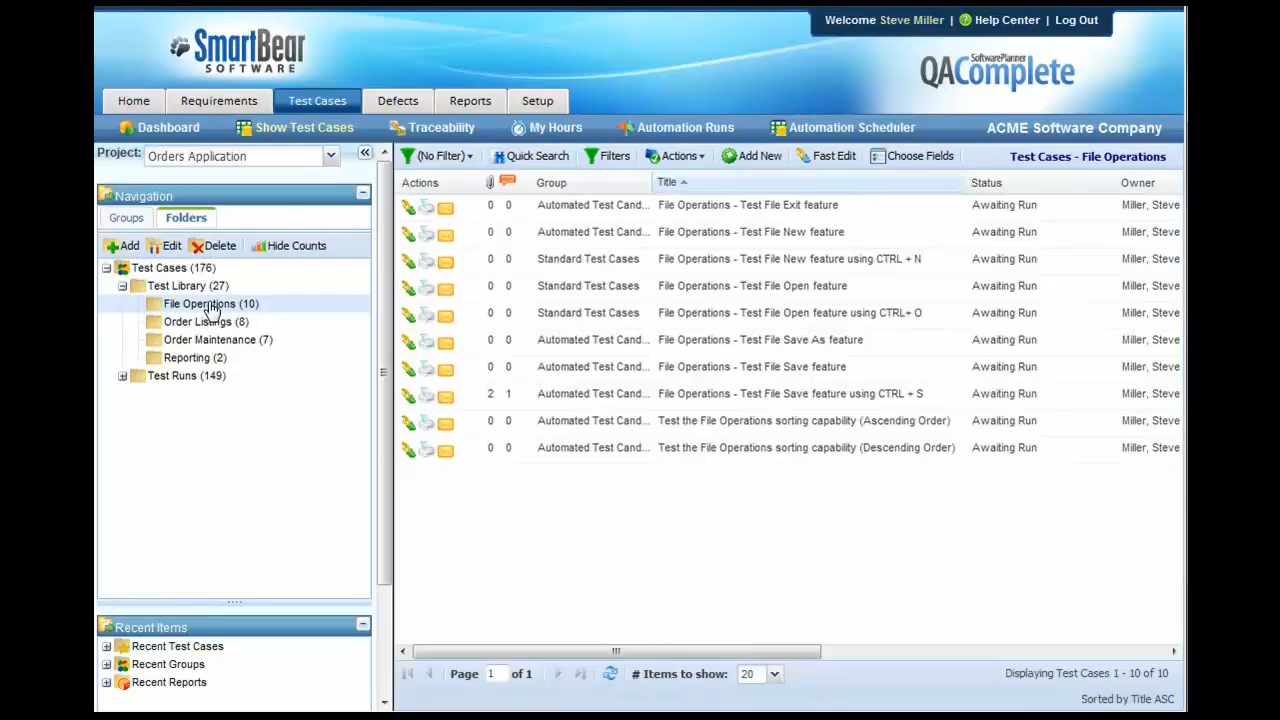 Welcome Steve Miller | Help Center | Log Out
SmartBear
SOFTWARE
SoftwarePlanner
QAComplete
Home Requirements Test Cases Defects Reports Setup
Dashboard Show Test Cases Traceability My Hours Automation Runs Automation Scheduler ACME Software Company
Project: Orders Application
(No Filter) Quick Search Filters Actions Add New Fast Edit Choose Fields Test Cases - File Operations
Navigation
Groups Folders
Add Edit Delete Hide Counts
Test Cases (176)
Test Library (27)
File Operations (10)
Order Listings (8)
Order Maintenance (7)
Reporting (2)
Test Runs (149)
Recent Items
Recent Test Cases
Recent Groups
Recent Reports
Actions Group Title Status Owner
0 0 Automated Test Cand... File Operations - Test File Exit feature Awaiting Run Miller, Steve
0 0 Automated Test Cand... File Operations - Test File New feature Awaiting Run Miller, Steve
0 0 Standard Test Cases File Operations - Test File New feature using CTRL + N Awaiting Run Miller, Steve
0 0 Standard Test Cases File Operations - Test File Open feature Awaiting Run Miller, Steve
0 0 Standard Test Cases File Operations - Test File Open feature using CTRL+ O Awaiting Run Miller, Steve
0 0 Automated Test Cand... File Operations - Test File Save As feature Awaiting Run Miller, Steve
0 0 Automated Test Cand... File Operations - Test File Save feature Awaiting Run Miller, Steve
2 1 Automated Test Cand... File Operations - Test File Save feature using CTRL + S Awaiting Run Miller, Steve
0 0 Automated Test Cand... Test the File Operations sorting capability (Ascending Order) Awaiting Run Miller, Steve
0 0 Automated Test Cand... Test the File Operations sorting capability (Descending Order) Awaiting Run Miller, Steve
Page 1 of 1 # Items to show: 20 Displaying Test Cases 1 - 10 of 10
Sorted by Title ASC